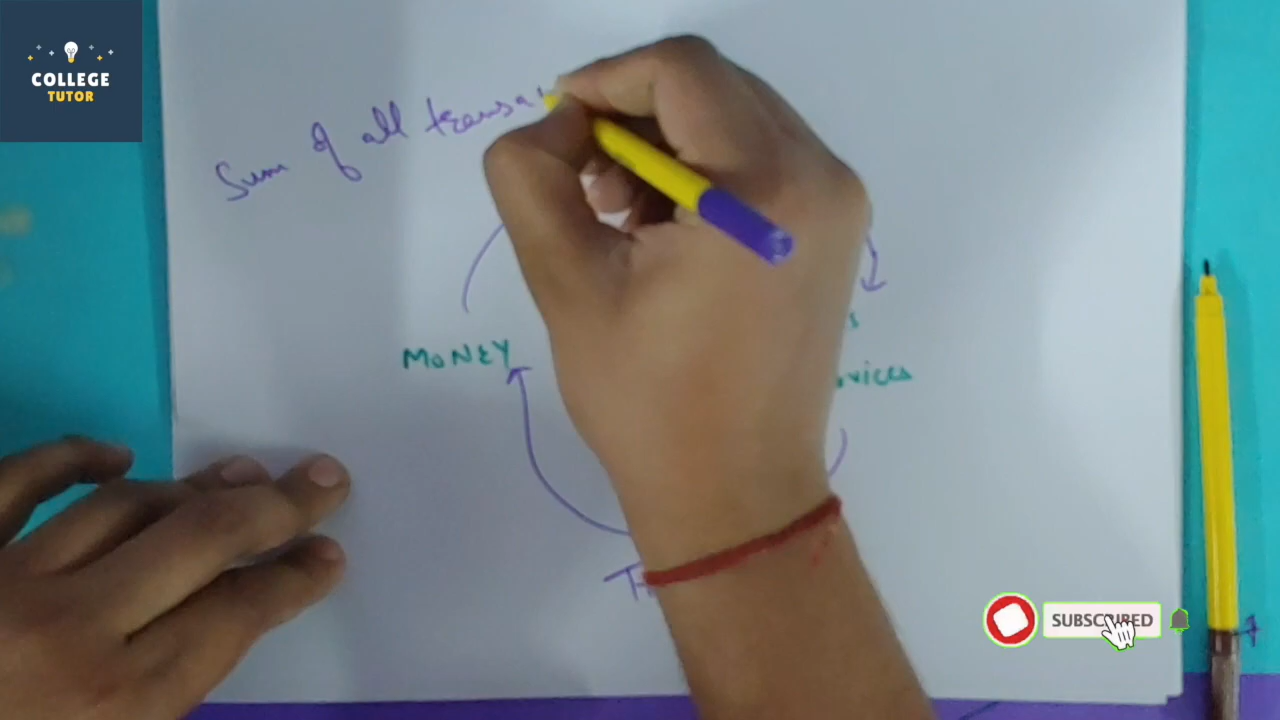 COLLEGE
TUTOR
Sum of all transa
MONEY
SUBSCRIBED